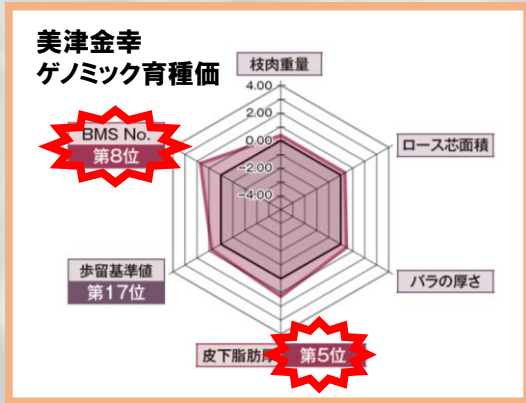 美津金幸
ゲノミック育種価
枝肉重量
4.00
2.00
0.00
-2.00
-4.00
BMS No.
第8位
ロース芯面積
歩留基準値
第17位
バラの厚さ
皮下脂肪厚
第5位